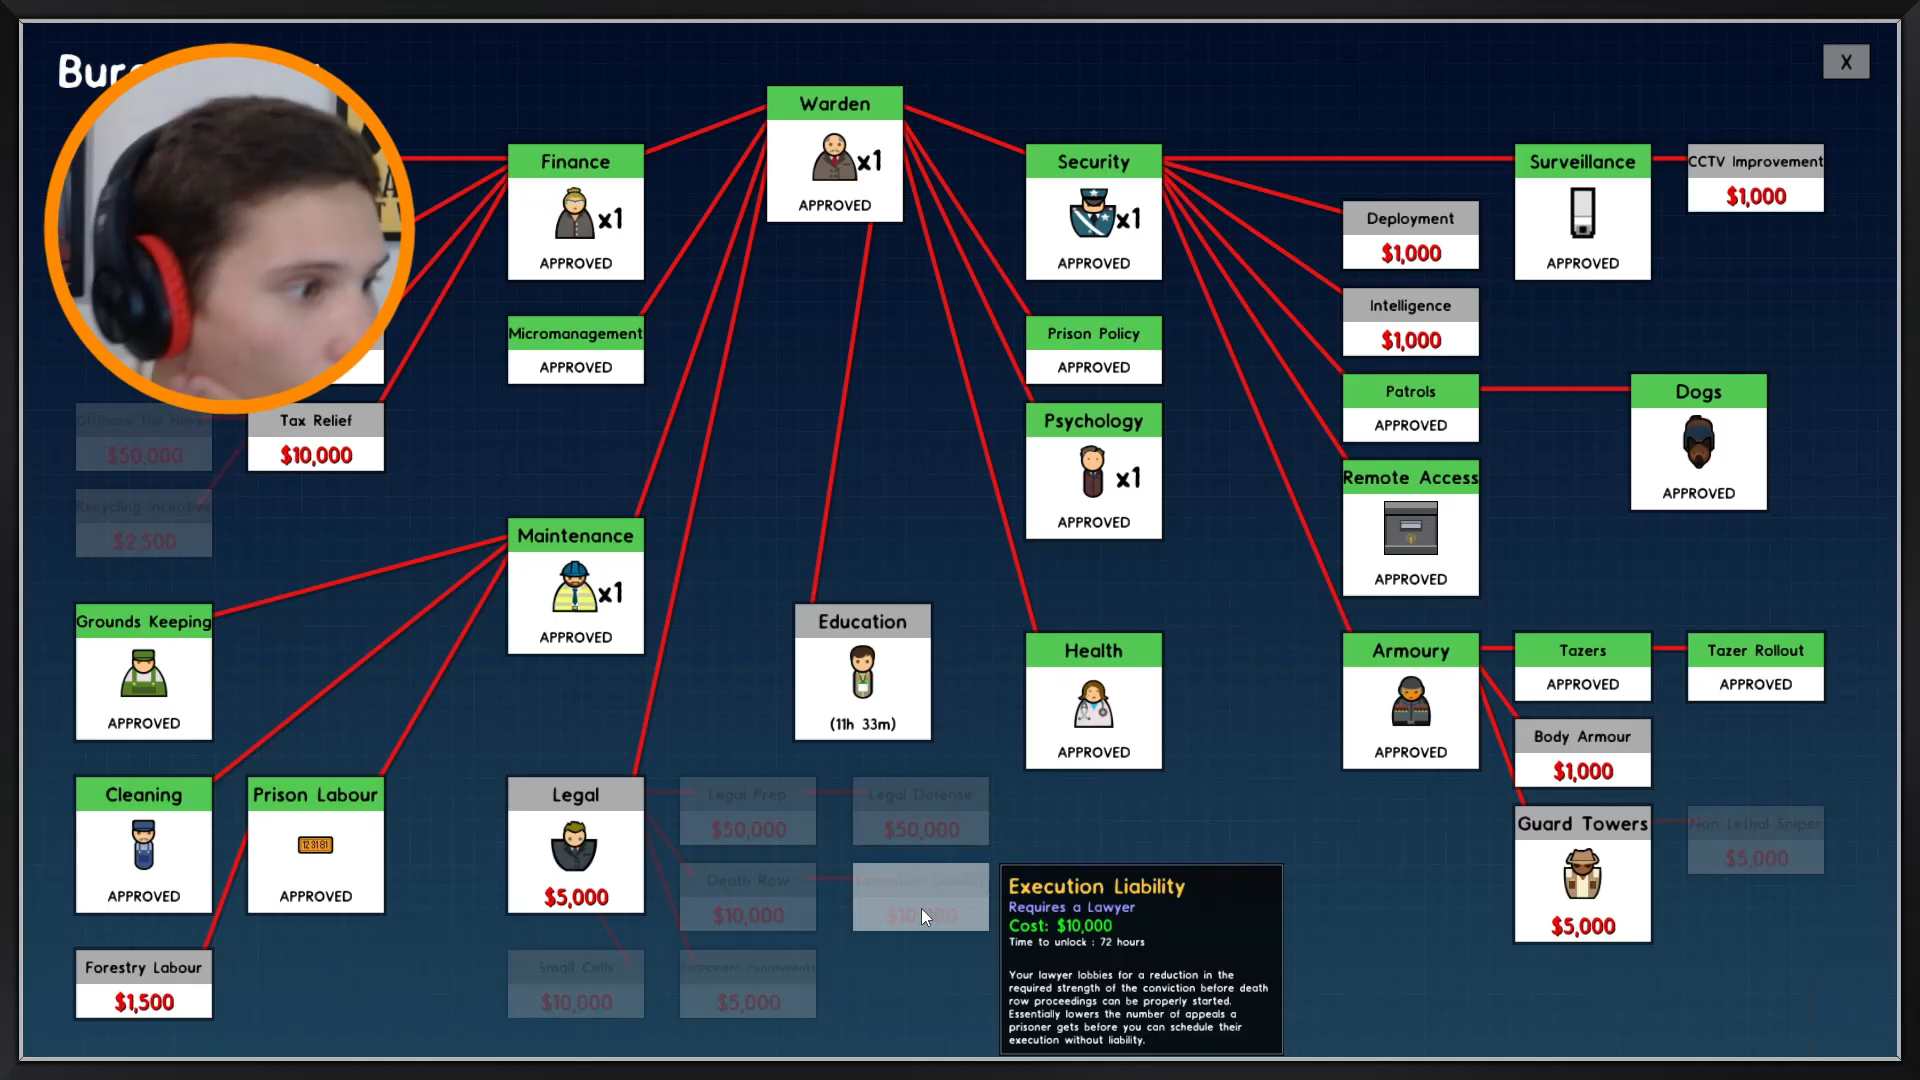 X
Warden
x1
APPROVED
Finance
x1
APPROVED
Security
x1
APPROVED
Surveillance
APPROVED
CCTV Improvement
$1,000
Deployment
$1,000
Intelligence
$1,000
Micromanagement
APPROVED
Prison Policy
APPROVED
Patrols
APPROVED
Dogs
APPROVED
$50,000
Tax Relief
$10,000
Psychology
x1
APPROVED
Remote Access
APPROVED
Recycling Incentive
$2,500
Maintenance
x1
APPROVED
Grounds Keeping
APPROVED
Education
(11h 33m)
Health
APPROVED
Armoury
APPROVED
Tazers
APPROVED
Tazer Rollout
APPROVED
Body Armour
$1,000
Cleaning
APPROVED
Prison Labour
APPROVED
Legal
$5,000
Legal Prep
$50,000
Legal Defense
$50,000
Death Row
$10,000
$10,000
Guard Towers
$5,000
Non Lethal Sniper
$5,000
Forestry Labour
$1,500
Small Cells
$10,000
Permanent Punishments
$5,000
Execution Liability
Requires a Lawyer
Cost: $10,000
Time to unlock : 72 hours
Your lawyer lobbies for a reduction in the
required strength of the conviction before death
row proceedings can be properly started.
Essentially lowers the number of appeals a
prisoner gets before you can schedule their
execution without liability.